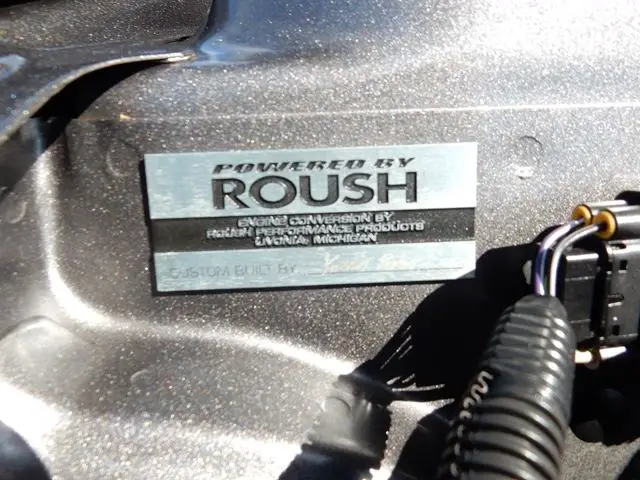 POWERED BY
ROUSH
ENGINE CONVERSION BY
ROUSH PERFORMANCE PRODUCTS
LIVONIA, MICHIGAN
CUSTOM BUILT BY